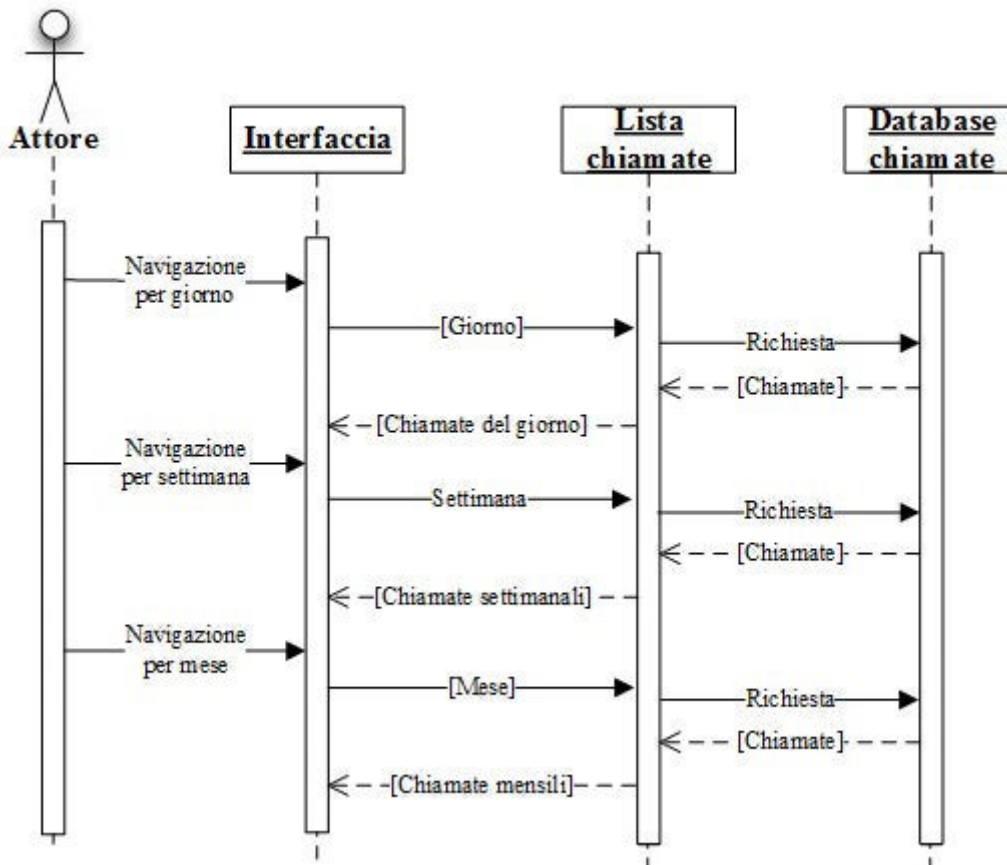 Attore
Interfaccia
Lista
chiamate
Database
chiamate
Navigazione
per giorno
[Giorno]
Richiesta
[Chiamate]
[Chiamate del giorno]
Navigazione
per settimana
Settimana
Richiesta
[Chiamate]
[Chiamate settimanali]
Navigazione
per mese
[Mese]
Richiesta
[Chiamate]
[Chiamate mensili]